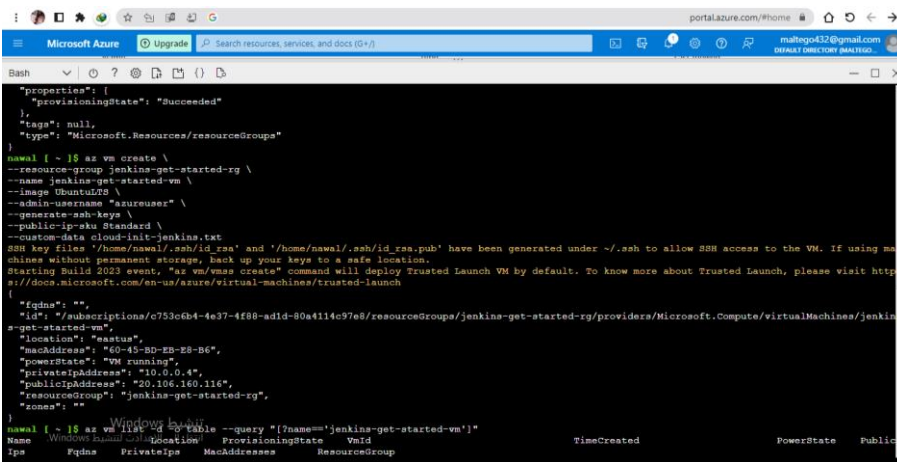 portal.azure.com/#home
Microsoft Azure
Upgrade
Search resources, services, and docs (G+/)
maltego432@gmail.com
DEFAULT DIRECTORY (MALTEGO...
Bash
"properties": {
"provisioningState": "Succeeded"
},
"tags": null,
"type": "Microsoft.Resources/resourceGroups"
}
nawal [ ~ ]$ az vm create \
--resource-group jenkins-get-started-rg \
--name jenkins-get-started-vm \
--image UbuntuLTS \
--admin-username "azureuser" \
--generate-ssh-keys \
--public-ip-sku Standard \
--custom-data cloud-init-jenkins.txt
SSH key files '/home/nawal/.ssh/id_rsa' and '/home/nawal/.ssh/id_rsa.pub' have been generated under ~/.ssh to allow SSH access to the VM. If using ma
chines without permanent storage, back up your keys to a safe location.
Starting Build 2023 event, "az vm/vmss create" command will deploy Trusted Launch VM by default. To know more about Trusted Launch, please visit http
s://docs.microsoft.com/en-us/azure/virtual-machines/trusted-launch
{
"fqdns": "",
"id": "/subscriptions/c753c6b4-4e37-4f88-ad1d-80a4114c97e8/resourceGroups/jenkins-get-started-rg/providers/Microsoft.Compute/virtualMachines/jenkin
s-get-started-vm",
"location": "eastus",
"macAddress": "60-45-BD-EB-E8-B6",
"powerState": "VM running",
"privateIpAddress": "10.0.0.4",
"publicIpAddress": "20.106.160.116",
"resourceGroup": "jenkins-get-started-rg",
"zones": ""
}
تنشيط Windows
nawal [ ~ ]$ az vm list -d -o table --query "[?name=='jenkins-get-started-vm']"
Name Location ProvisioningState VmId TimeCreated PowerState Public
Ips Fqdns PrivateIps MacAddresses ResourceGroup